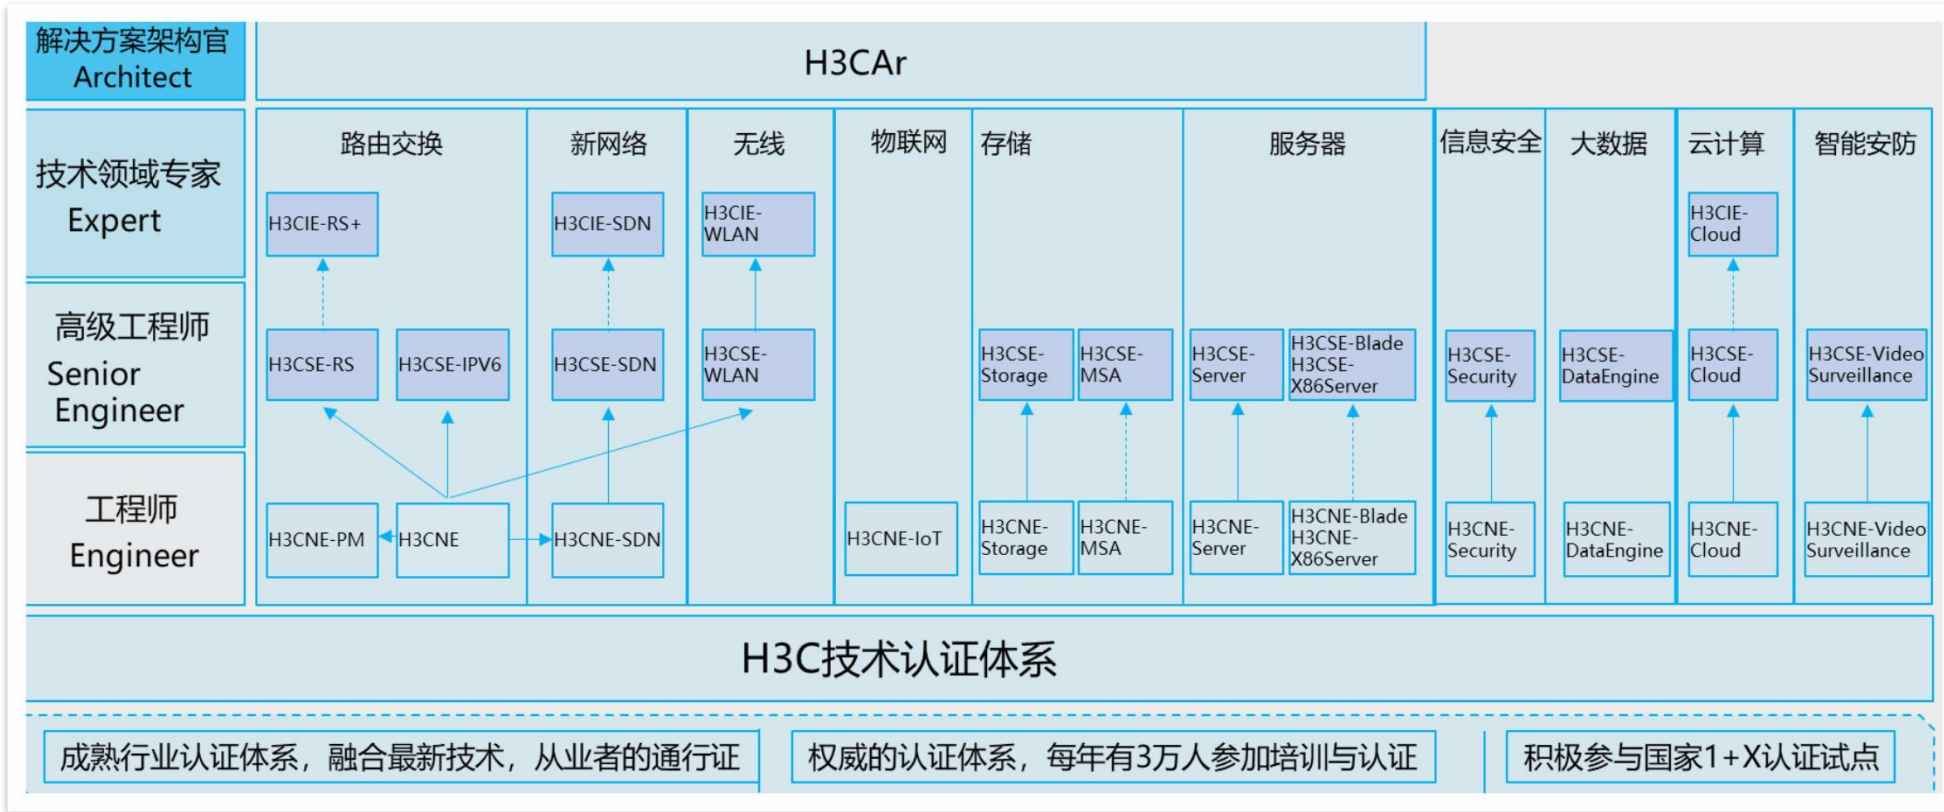 解决方案架构官
Architect
H3CAr
技术领域专家
Expert
路由交换
新网络
无线
物联网
存储
服务器
信息安全
大数据
云计算
智能安防
H3CIE-RS+
H3CIE-SDN
H3CIE-
WLAN
H3CIE-
Cloud
高级工程师
Senior
Engineer
H3CSE-RS
H3CSE-IPV6
H3CSE-SDN
H3CSE-
WLAN
H3CSE-
Storage
H3CSE-
MSA
H3CSE-
Server
H3CSE-Blade
H3CSE-
X86Server
H3CSE-
Security
H3CSE-
DataEngine
H3CSE-
Cloud
H3CSE-Video
Surveillance
工程师
Engineer
H3CNE-PM
H3CNE
H3CNE-SDN
H3CNE-IoT
H3CNE-
Storage
H3CNE-
MSA
H3CNE-
Server
H3CNE-Blade
H3CNE-
X86Server
H3CNE-
Security
H3CNE-
DataEngine
H3CNE-
Cloud
H3CNE-Video
Surveillance
H3C技术认证体系
成熟行业认证体系，融合最新技术，从业者的通行证
权威的认证体系，每年有3万人参加培训与认证
积极参与国家1+X认证试点